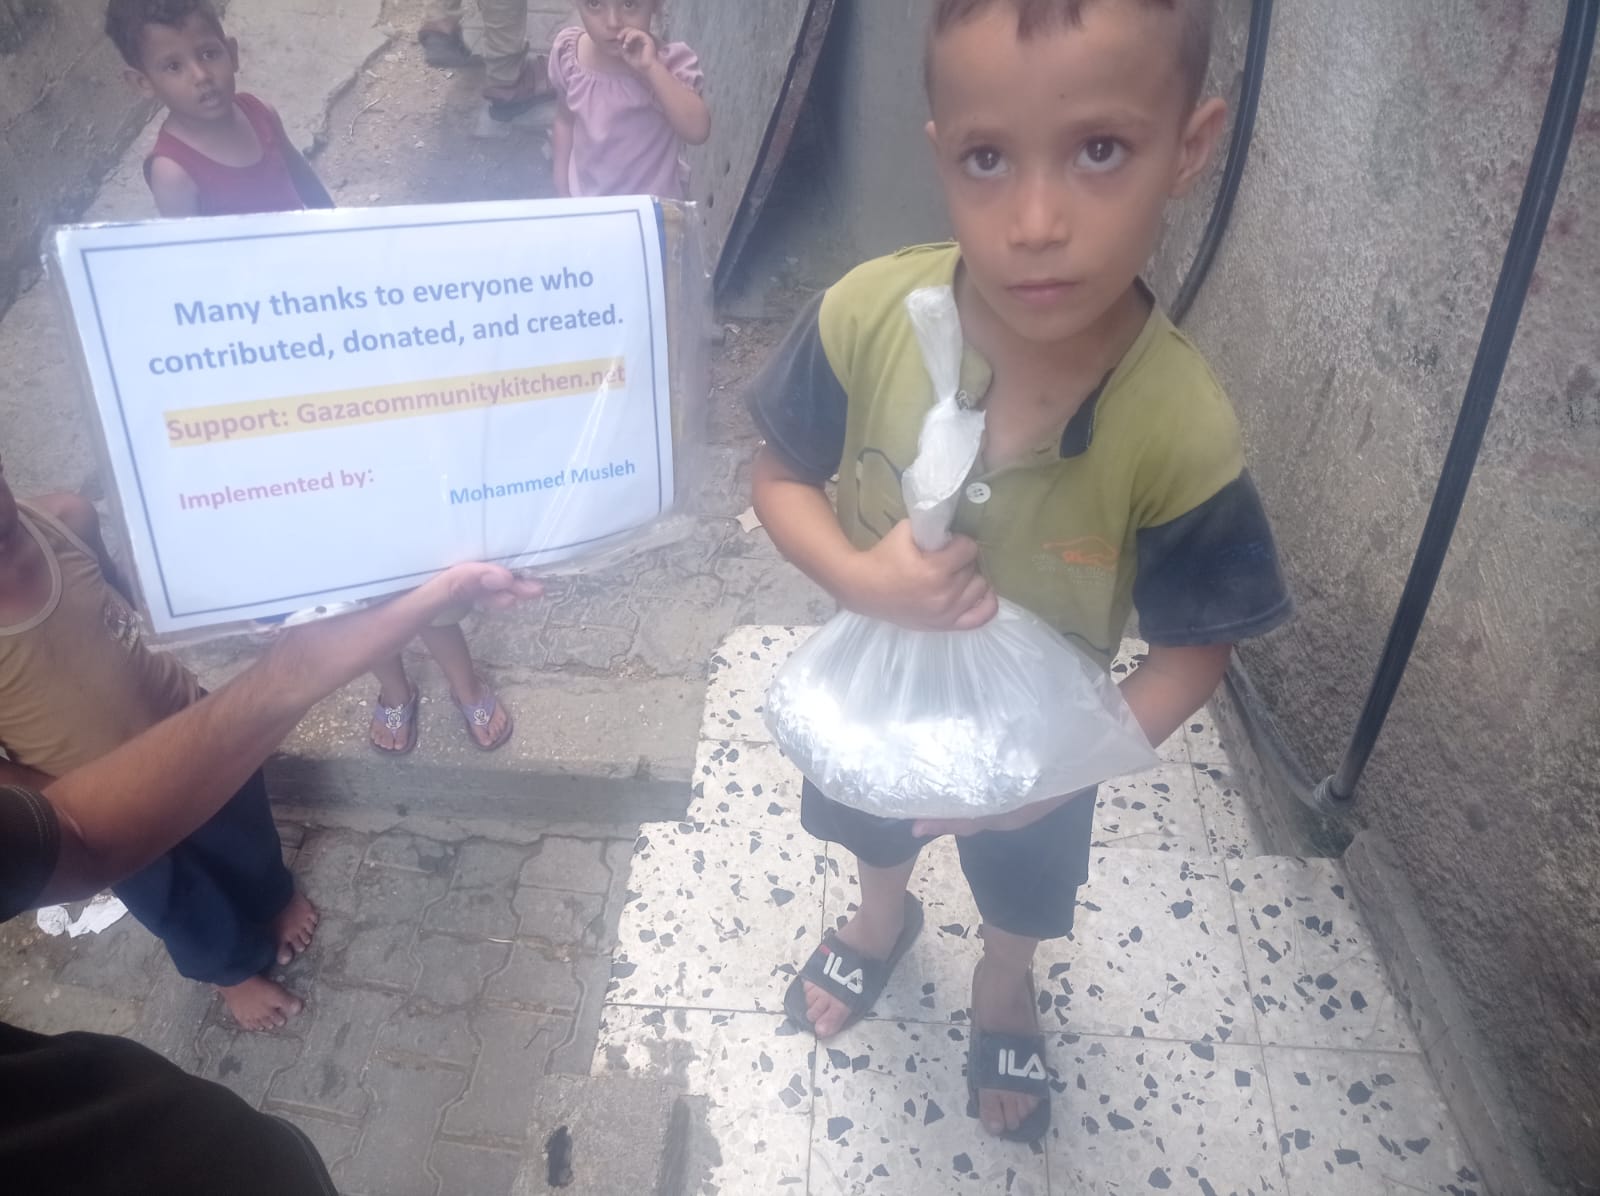 Many thanks to everyone who
contributed, donated, and created.
Support: Gazacommunitykitchen.net
Implemented by:
Mohammed Musleh
ILA
ILA